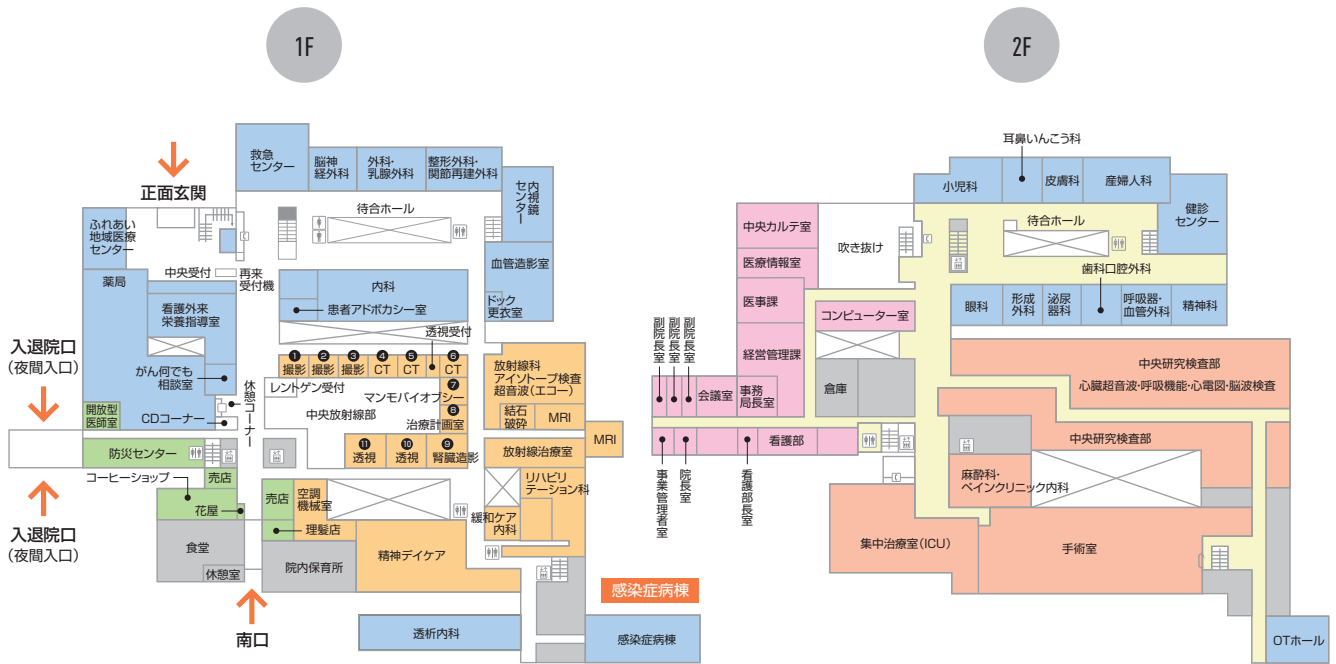 1F
2F
正面玄関
救急
センター
脳神
経外科
外科・
乳腺外科
整形外科・
関節再建外科
内視鏡
センター
待合ホール
ふれあい
地域医療
センター
中央受付
再来
受付機
薬局
内科
患者アドボカシー室
血管造影室
ドック
更衣室
看護外来
栄養指導室
透視受付
入退院口
(夜間入口)
がん何でも
相談室
休憩コーナー
❶
撮影
❷
撮影
❸
撮影
❹
CT
❺
CT
❻
CT
レントゲン受付
❼
マンモバイオプシー
❽
治療計画室
中央放射線部
⓫
透視
❿
透視
❾
腎臓造影
放射線科
アイソトープ検査
超音波(エコー)
結石
破砕
MRI
MRI
開放型
医師室
CDコーナー
防災センター
放射線治療室
コーヒーショップ
売店
売店
空調
機械室
リハビリ
テーション科
花屋
理髪店
緩和ケア
内科
入退院口
(夜間入口)
食堂
休憩室
院内保育所
精神デイケア
感染症病棟
南口
透析内科
感染症病棟
耳鼻いんこう科
小児科
皮膚科
産婦人科
健診
センター
中央カルテ室
吹き抜け
待合ホール
医療情報室
歯科口腔外科
医事課
眼科
形成
外科
泌尿
器科
呼吸器・
血管外科
精神科
コンピューター室
副院長室
副院長室
副院長室
経営管理課
会議室
事務
局長室
倉庫
中央研究検査部
心臓超音波・呼吸機能・心電図・脳波検査
看護部
中央研究検査部
事業管理者室
院長室
看護部長室
麻酔科・
ペインクリニック内科
集中治療室(ICU)
手術室
OTホール